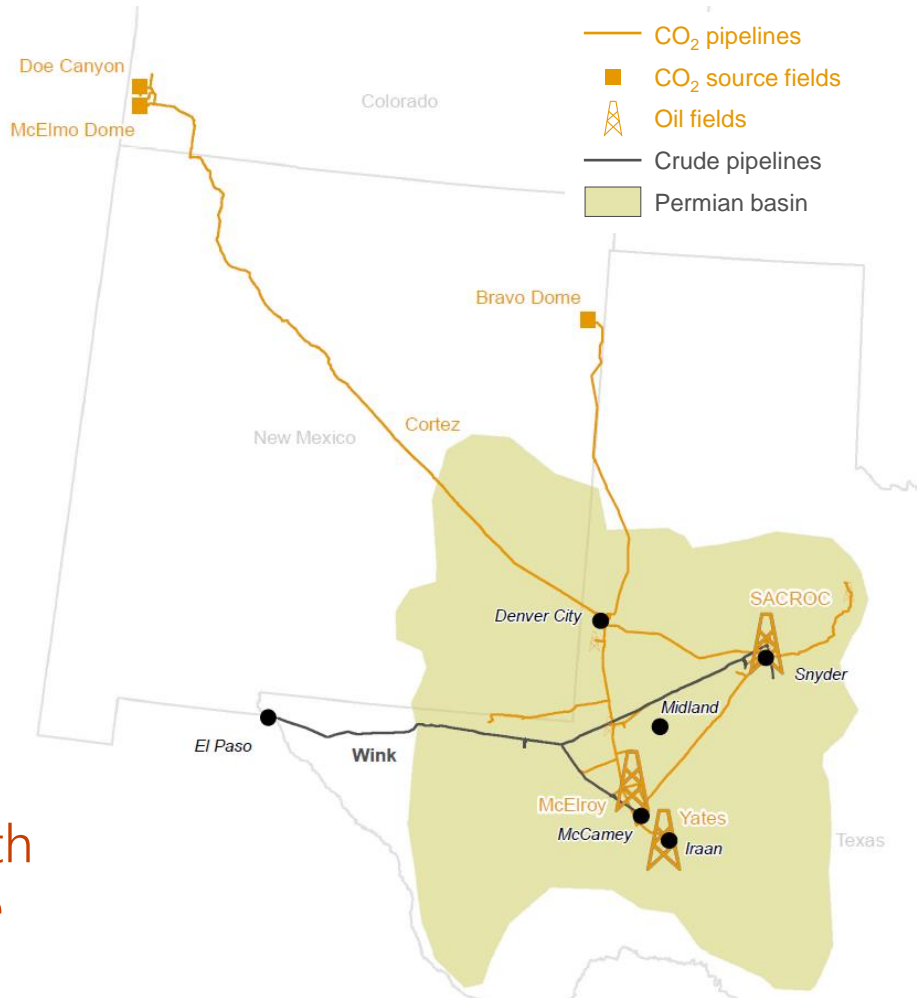 CO₂ pipelines
CO₂ source fields
Oil fields
Crude pipelines
Permian basin
Doe Canyon
McElmo Dome
Colorado
Bravo Dome
Cortez
New Mexico
Denver City
SACROC
Snyder
Midland
El Paso
Wink
McElroy
McCamey
Yates
Iraan
Texas
th